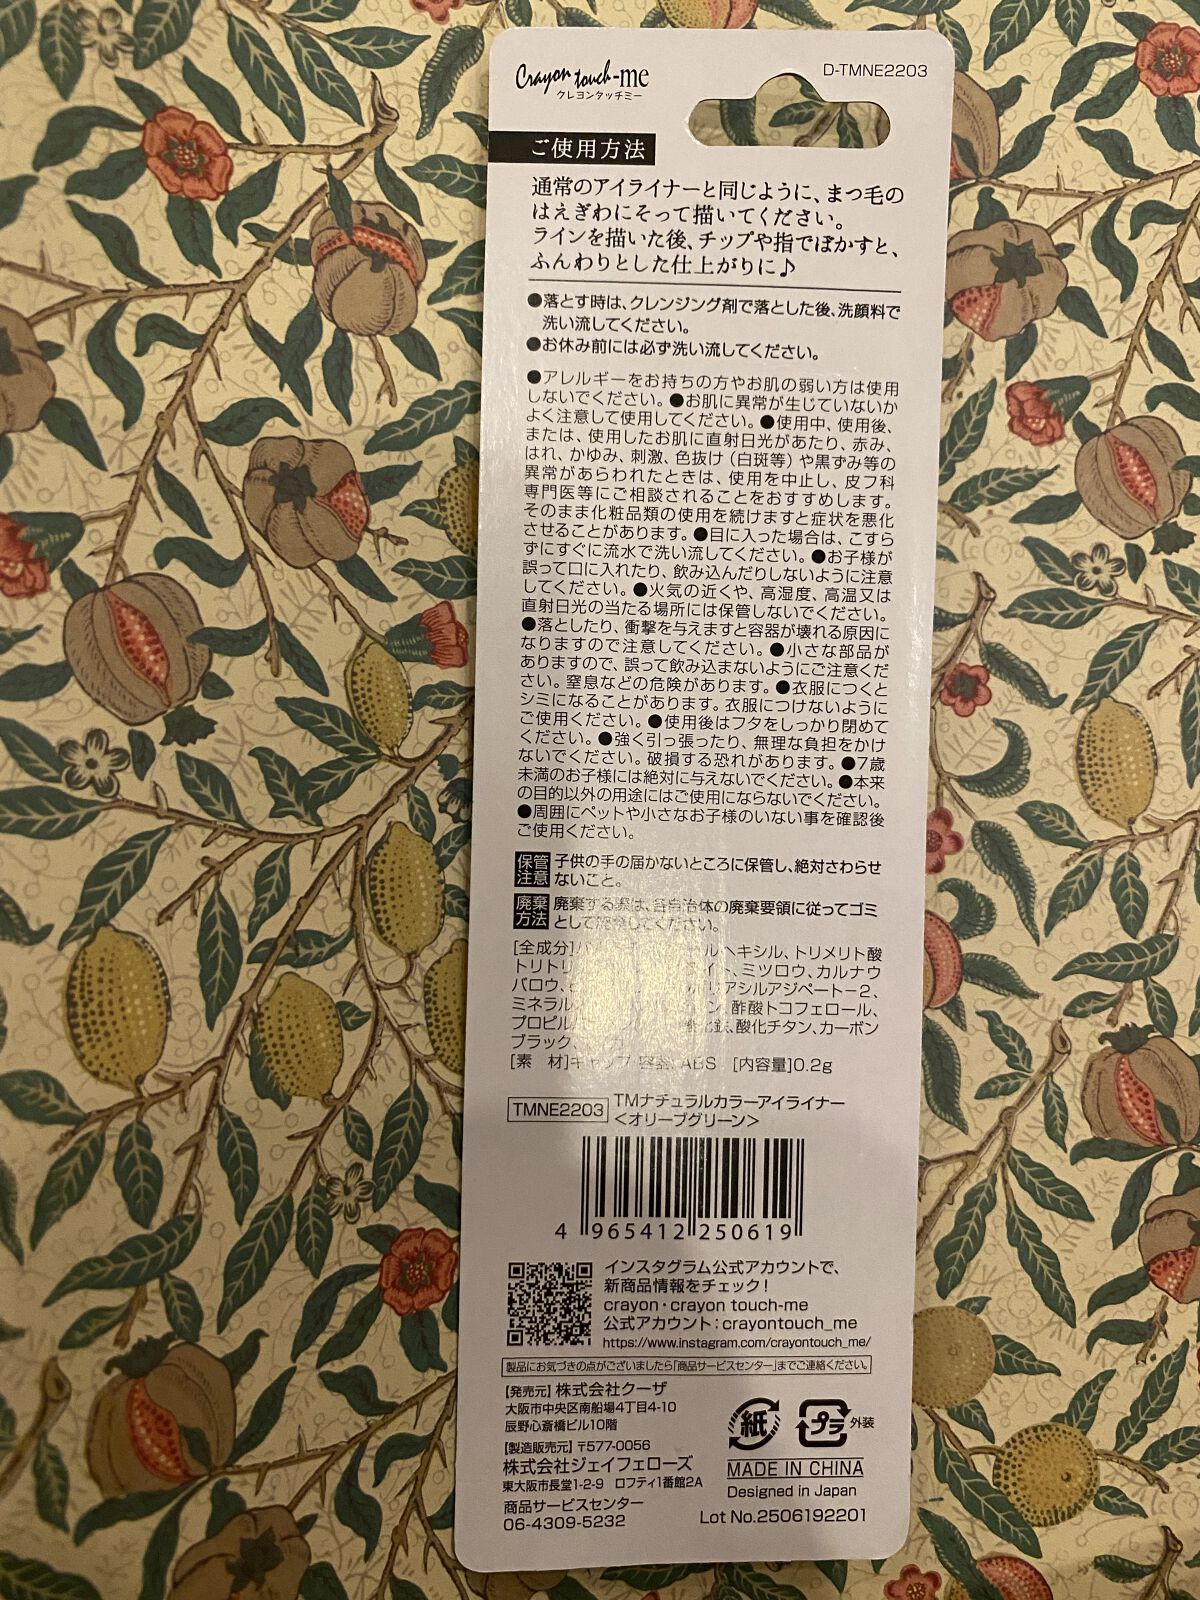 Crayon touch-me
クレヨンタッチミー
D-TMNE2203
ご使用方法
通常のアイライナーと同じように、まつ毛の
はえぎわにそって描いてください。
ラインを描いた後、チップや指でぼかすと、
ふんわりとした仕上がりに♪
●落とす時は、クレンジング剤で落とした後、洗顔料で
洗い流してください。
●お休み前には必ず洗い流してください。
●アレルギーをお持ちの方やお肌の弱い方は使用
しないでください。●お肌に異常が生じていないか
よく注意して使用してください。●使用中、使用後、
または、使用したお肌に直射日光があたり、赤み、
はれ、かゆみ、刺激、色抜け（白斑等）や黒ずみ等の
異常があらわれたときは、使用を中止し、皮フ科
専門医等にご相談されることをおすすめします。
そのまま化粧品類の使用を続けますと症状を悪化
させることがあります。●目に入った場合は、こすら
ずにすぐに流水で洗い流してください。●お子様が
誤って口に入れたり、飲み込んだりしないように注意
してください。●火気の近くや、高湿度、高温又は
直射日光の当たる場所には保管しないでください。
●落としたり、衝撃を与えますと容器が壊れる原因に
なりますので注意してください。●小さな部品が
ありますので、誤って飲み込まないようにご注意くだ
さい。窒息などの危険があります。●衣服につくと
シミになることがあります。衣服につけないように
ご使用ください。●使用後はフタをしっかり閉めて
ください。●強く引っ張ったり、無理な負担をかけ
ないでください。破損する恐れがあります。●7歳
未満のお子様には絶対に与えないでください。●本来
の目的以外の用途にはご使用にならないでください。
●周囲にペットや小さなお子様のいない事を確認後
ご使用ください。
保管注意 子供の手の届かないところに保管し、絶対さわらせ
ないこと。
廃棄方法 廃棄する際は、各自治体の廃棄要領に従ってゴミ
として廃棄してください。
[全成分] ルヘキシル、トリメリト酸
トリトリ イト、ミツロウ、カルナウ
バロウ、 リアシルアジペート-2、
ミネラル ン、酢酸トコフェロール、
プロピル 酸化鉄、酸化チタン、カーボン
ブラック、
[素 材]キャップ・容器:ABS [内容量]0.2g
TMNE2203 TMナチュラルカラーアイライナー
<オリーブグリーン>
4 965412 250619
インスタグラム公式アカウントで、
新商品情報をチェック！
crayon・crayon touch-me
公式アカウント：crayontouch_me
https://www.instagram.com/crayontouch_me/
製品にお気づきの点がございましたら「商品サービスセンター」までご連絡ください。
【発売元】株式会社クーザ
大阪市中央区南船場4丁目4-10
辰野心斎橋ビル10階
【製造販売元】〒577-0056
株式会社ジェイフェローズ
東大阪市長堂1-2-9 ロフティ1番館2A
商品サービスセンター
06-4309-5232
紙 プラ 外装
MADE IN CHINA
Designed in Japan
Lot No.2506192201